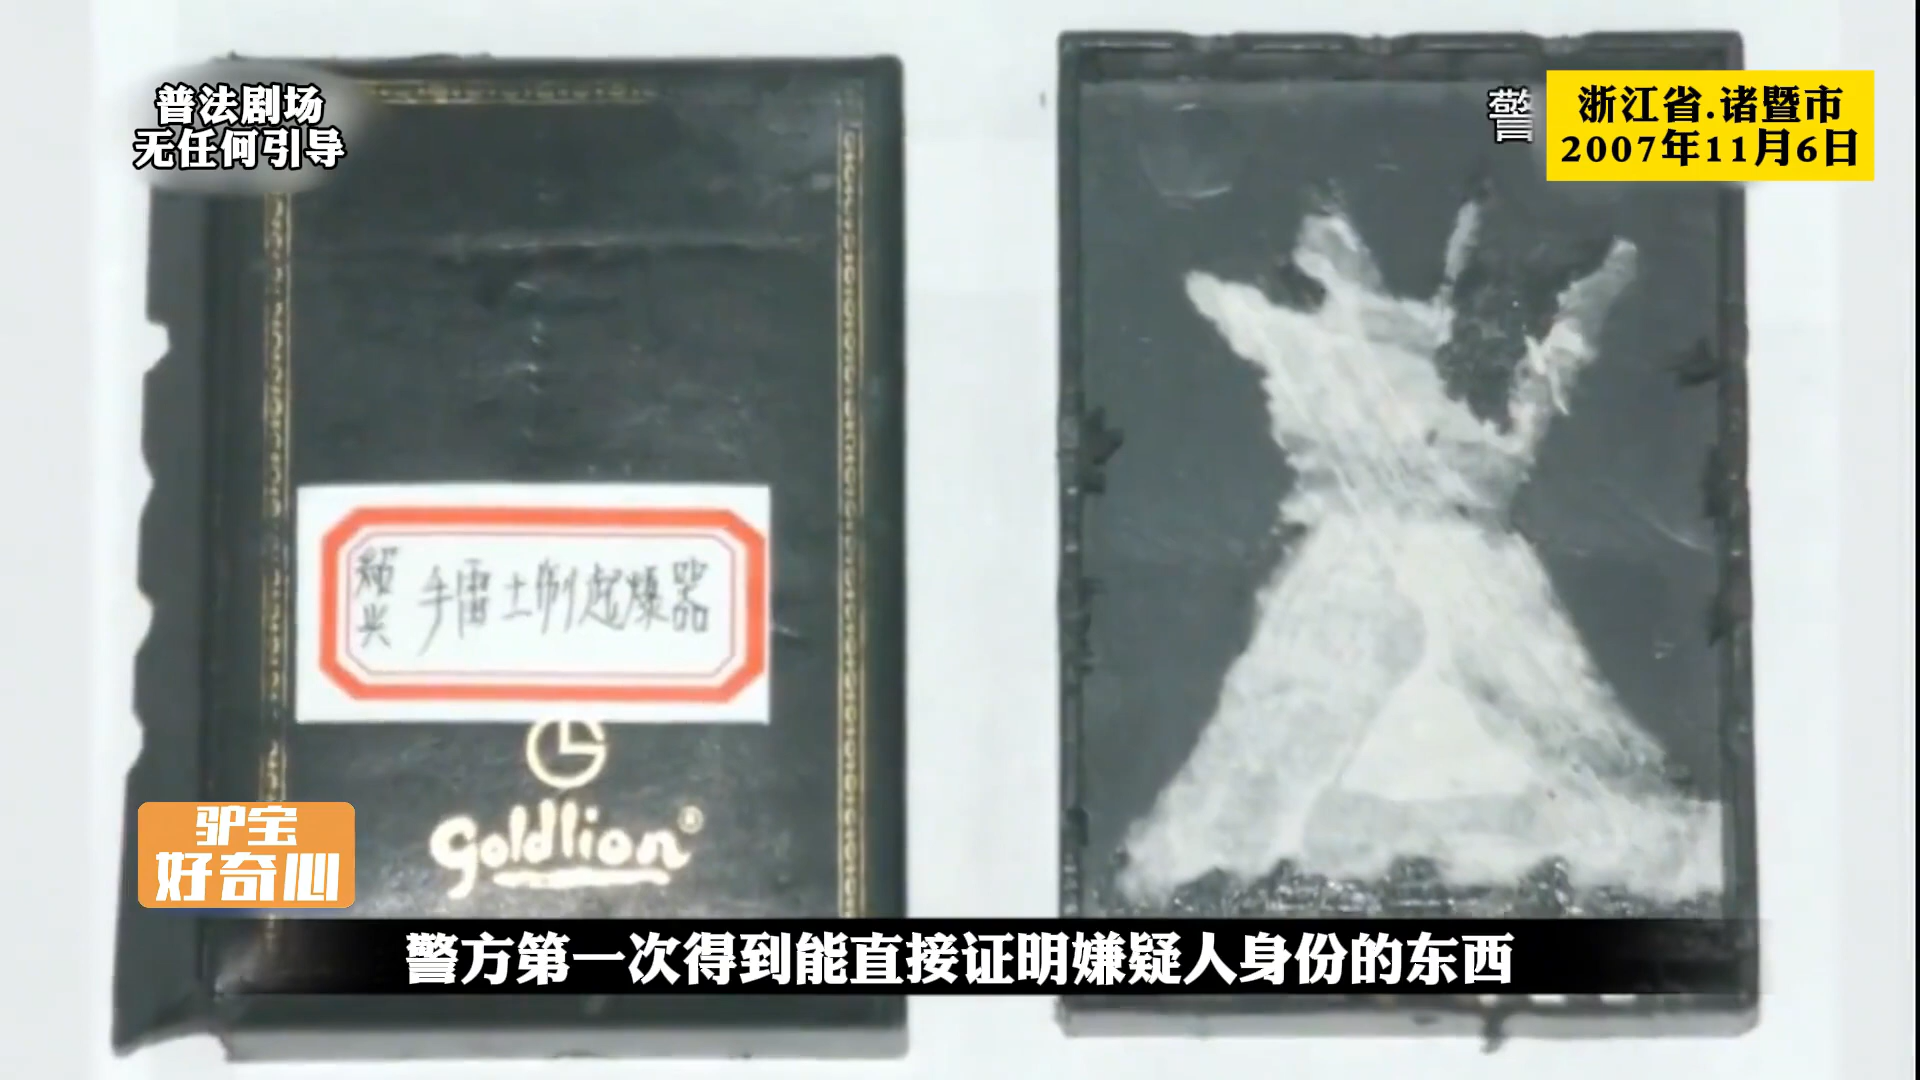 普法剧场
无任何引导
警
浙江省.诸暨市
2007年11月6日
绍兴
手雷土制起爆器
Goldlion®
驴宝
好奇心
警方第一次得到能直接证明嫌疑人身份的东西